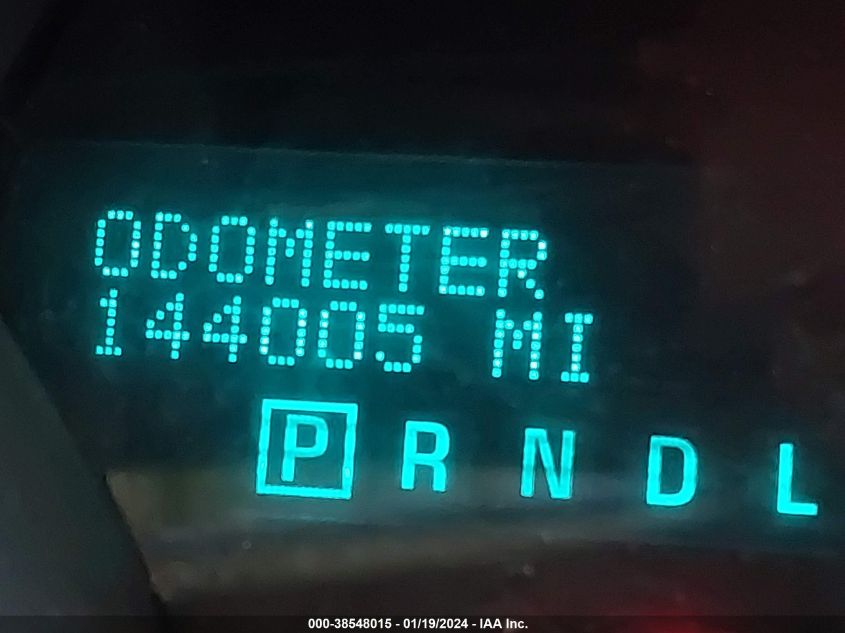 ODOMETER
144005 MI
P R N D L
000-38548015 - 01/19/2024 - IAA Inc.